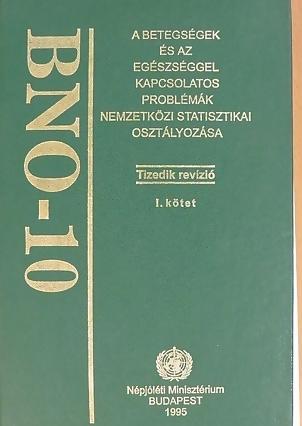 BNO-10
A BETEGSÉGEK
ÉS AZ
EGÉSZSÉGGEL
KAPCSOLATOS
PROBLÉMÁK
NEMZETKÖZI STATISZTIKAI
OSZTÁLYOZÁSA
Tizedik revízió
I. kötet
Népjóléti Minisztérium
BUDAPEST
1995